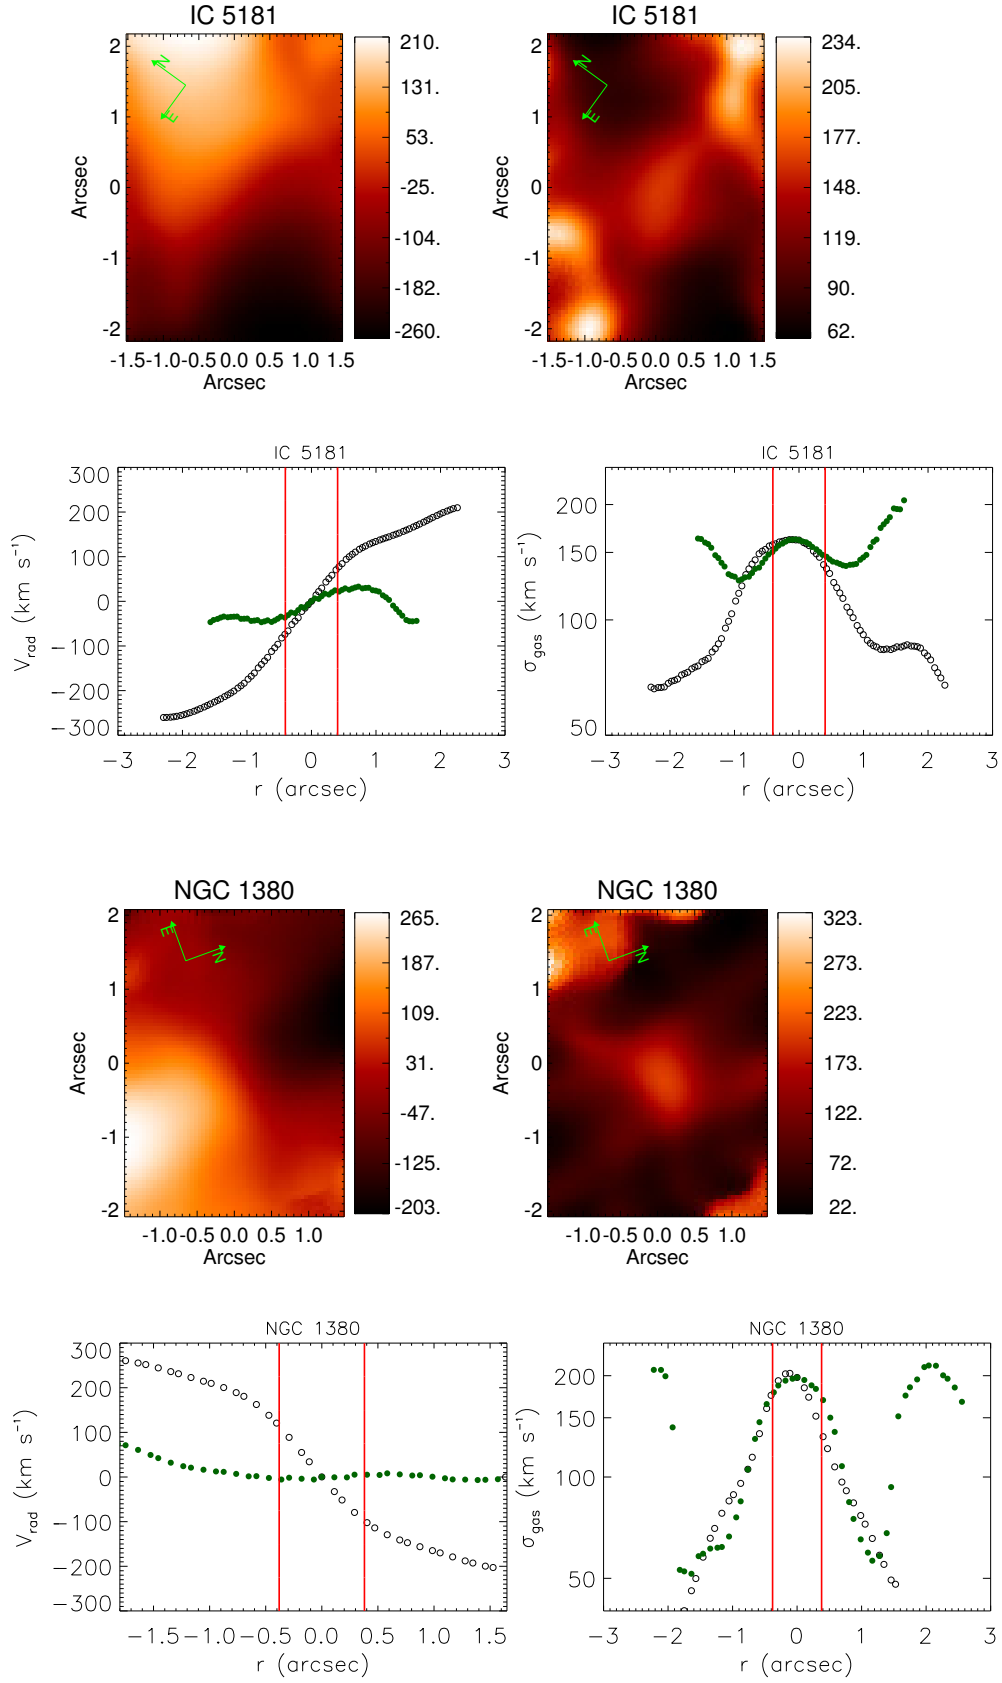 IC 5181
IC 5181
2
1
0
-1
-2
Arcsec
N
E
210.
131.
53.
-25.
-104.
-182.
-260.
-1.5-1.0-0.5 0.0 0.5 1.0 1.5
Arcsec
2
1
0
-1
-2
Arcsec
N
E
234.
205.
177.
148.
119.
90.
62.
-1.5-1.0-0.5 0.0 0.5 1.0 1.5
Arcsec
IC 5181
300
200
100
0
−100
−200
−300
V_rad (km s⁻¹)
−3 −2 −1 0 1 2 3
r (arcsec)
IC 5181
200
150
100
50
σ_gas (km s⁻¹)
−3 −2 −1 0 1 2 3
r (arcsec)
NGC 1380
NGC 1380
2
1
0
-1
-2
Arcsec
E
N
265.
187.
109.
31.
-47.
-125.
-203.
-1.0-0.5 0.0 0.5 1.0
Arcsec
2
1
0
-1
-2
Arcsec
E
N
323.
273.
223.
173.
122.
72.
22.
-1.0-0.5 0.0 0.5 1.0
Arcsec
NGC 1380
300
200
100
0
−100
−200
−300
V_rad (km s⁻¹)
−1.5 −1.0 −0.5 0.0 0.5 1.0 1.5
r (arcsec)
NGC 1380
200
150
100
50
σ_gas (km s⁻¹)
−3 −2 −1 0 1 2 3
r (arcsec)